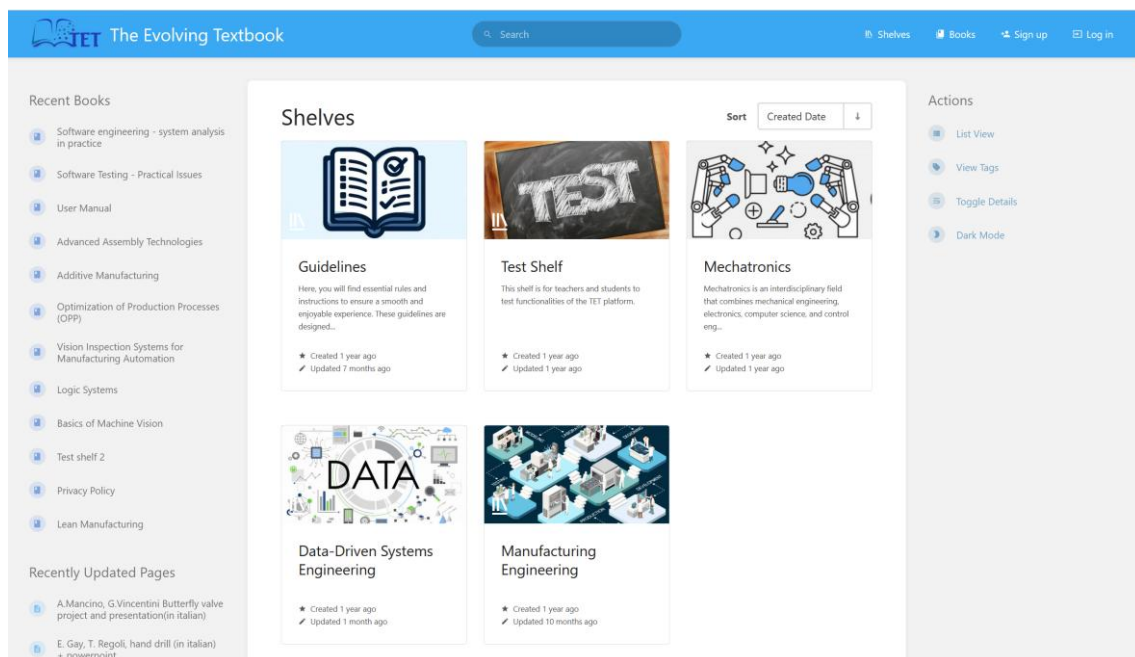 TET The Evolving Textbook
Search
Shelves
Books
Sign up
Log in
Recent Books
Software engineering - system analysis
in practice
Software Testing - Practical Issues
User Manual
Advanced Assembly Technologies
Additive Manufacturing
Optimization of Production Processes
(OPP)
Vision Inspection Systems for
Manufacturing Automation
Logic Systems
Basics of Machine Vision
Test shelf 2
Privacy Policy
Lean Manufacturing
Recently Updated Pages
A.Mancino, G.Vincentini Butterfly valve
project and presentation(in italian)
E. Gay, T. Regoli, hand drill (in italian)
+ powerpoint
Shelves
Sort
Created Date
TEST
Guidelines
Here, you will find essential rules and
instructions to ensure a smooth and
enjoyable experience. These guidelines are
designed...
Created 1 year ago
Updated 7 months ago
Test Shelf
This shelf is for teachers and students to
test functionalities of the TET platform.
Created 1 year ago
Updated 1 year ago
Mechatronics
Mechatronics is an interdisciplinary field
that combines mechanical engineering,
electronics, computer science, and control
eng...
Created 1 year ago
Updated 1 year ago
DATA
Data-Driven Systems
Engineering
Created 1 year ago
Updated 1 month ago
Manufacturing
Engineering
Created 1 year ago
Updated 10 months ago
Actions
List View
View Tags
Toggle Details
Dark Mode